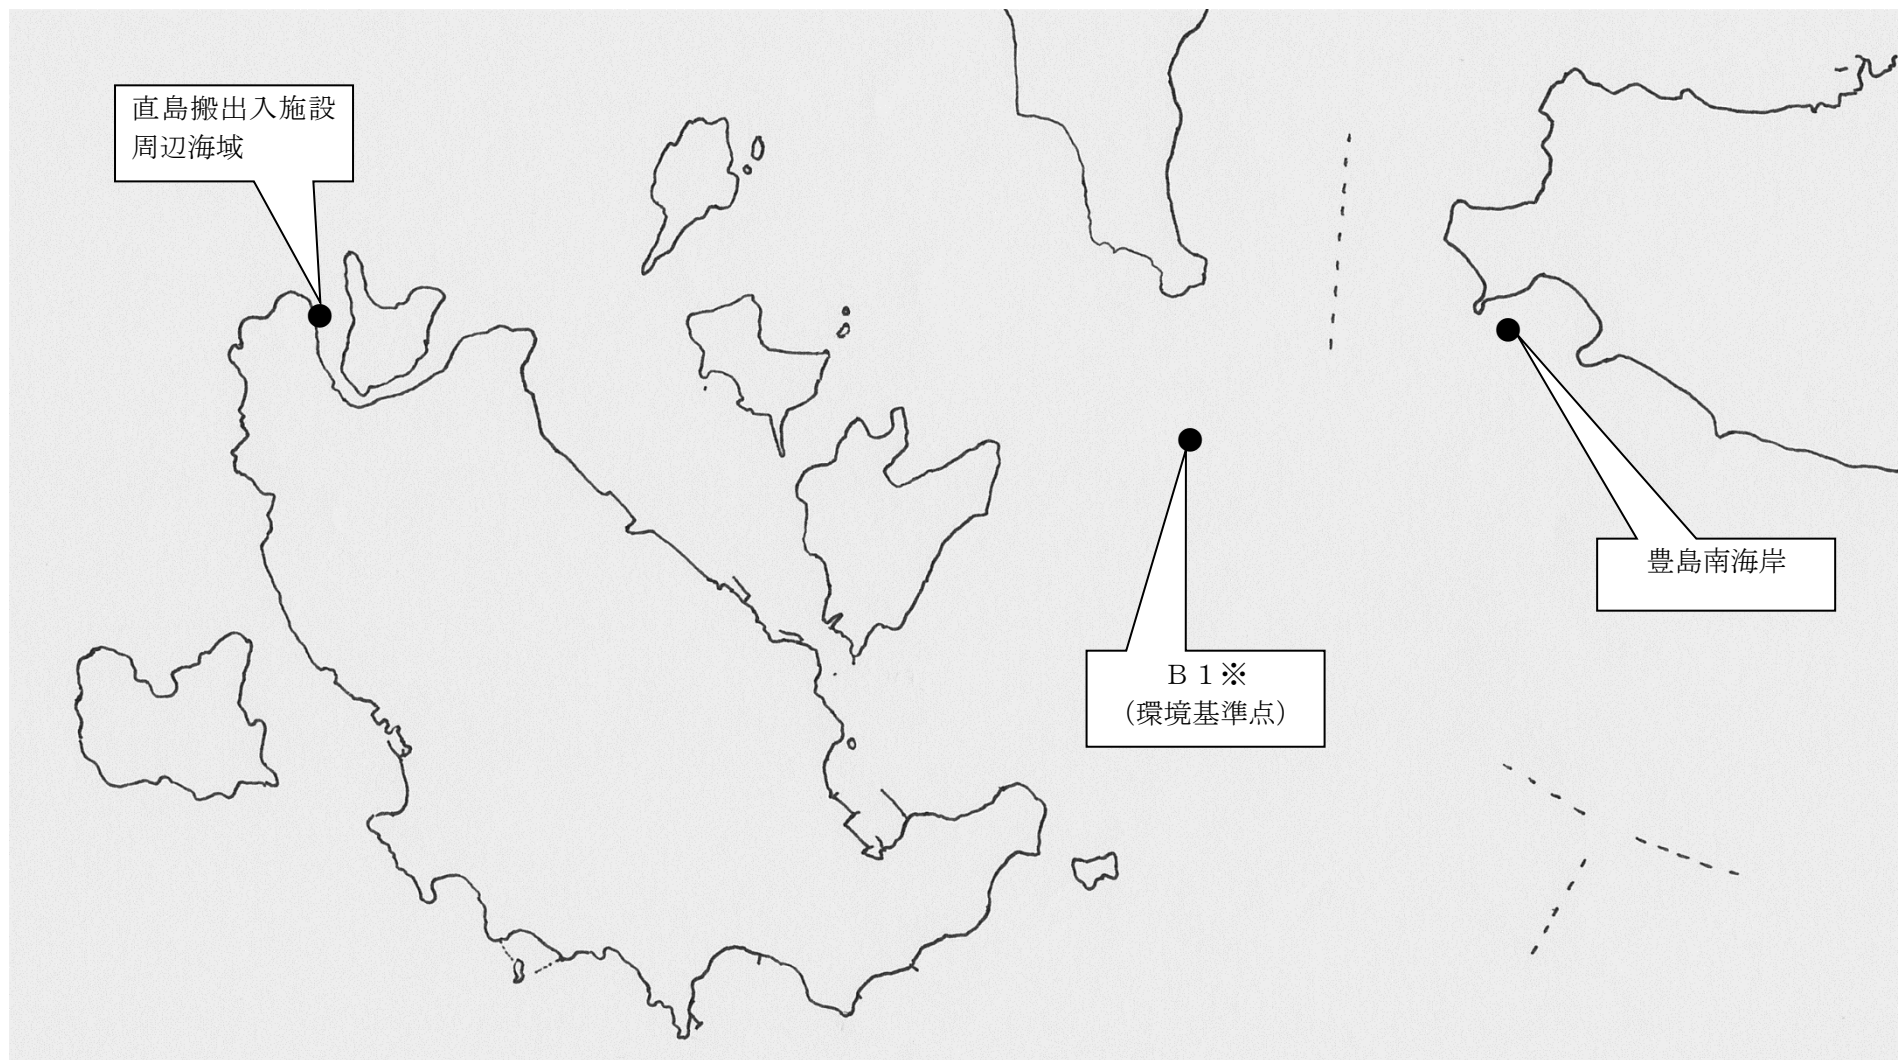 直島搬出入施設
周辺海域
豊島南海岸
Ｂ１※
（環境基準点）